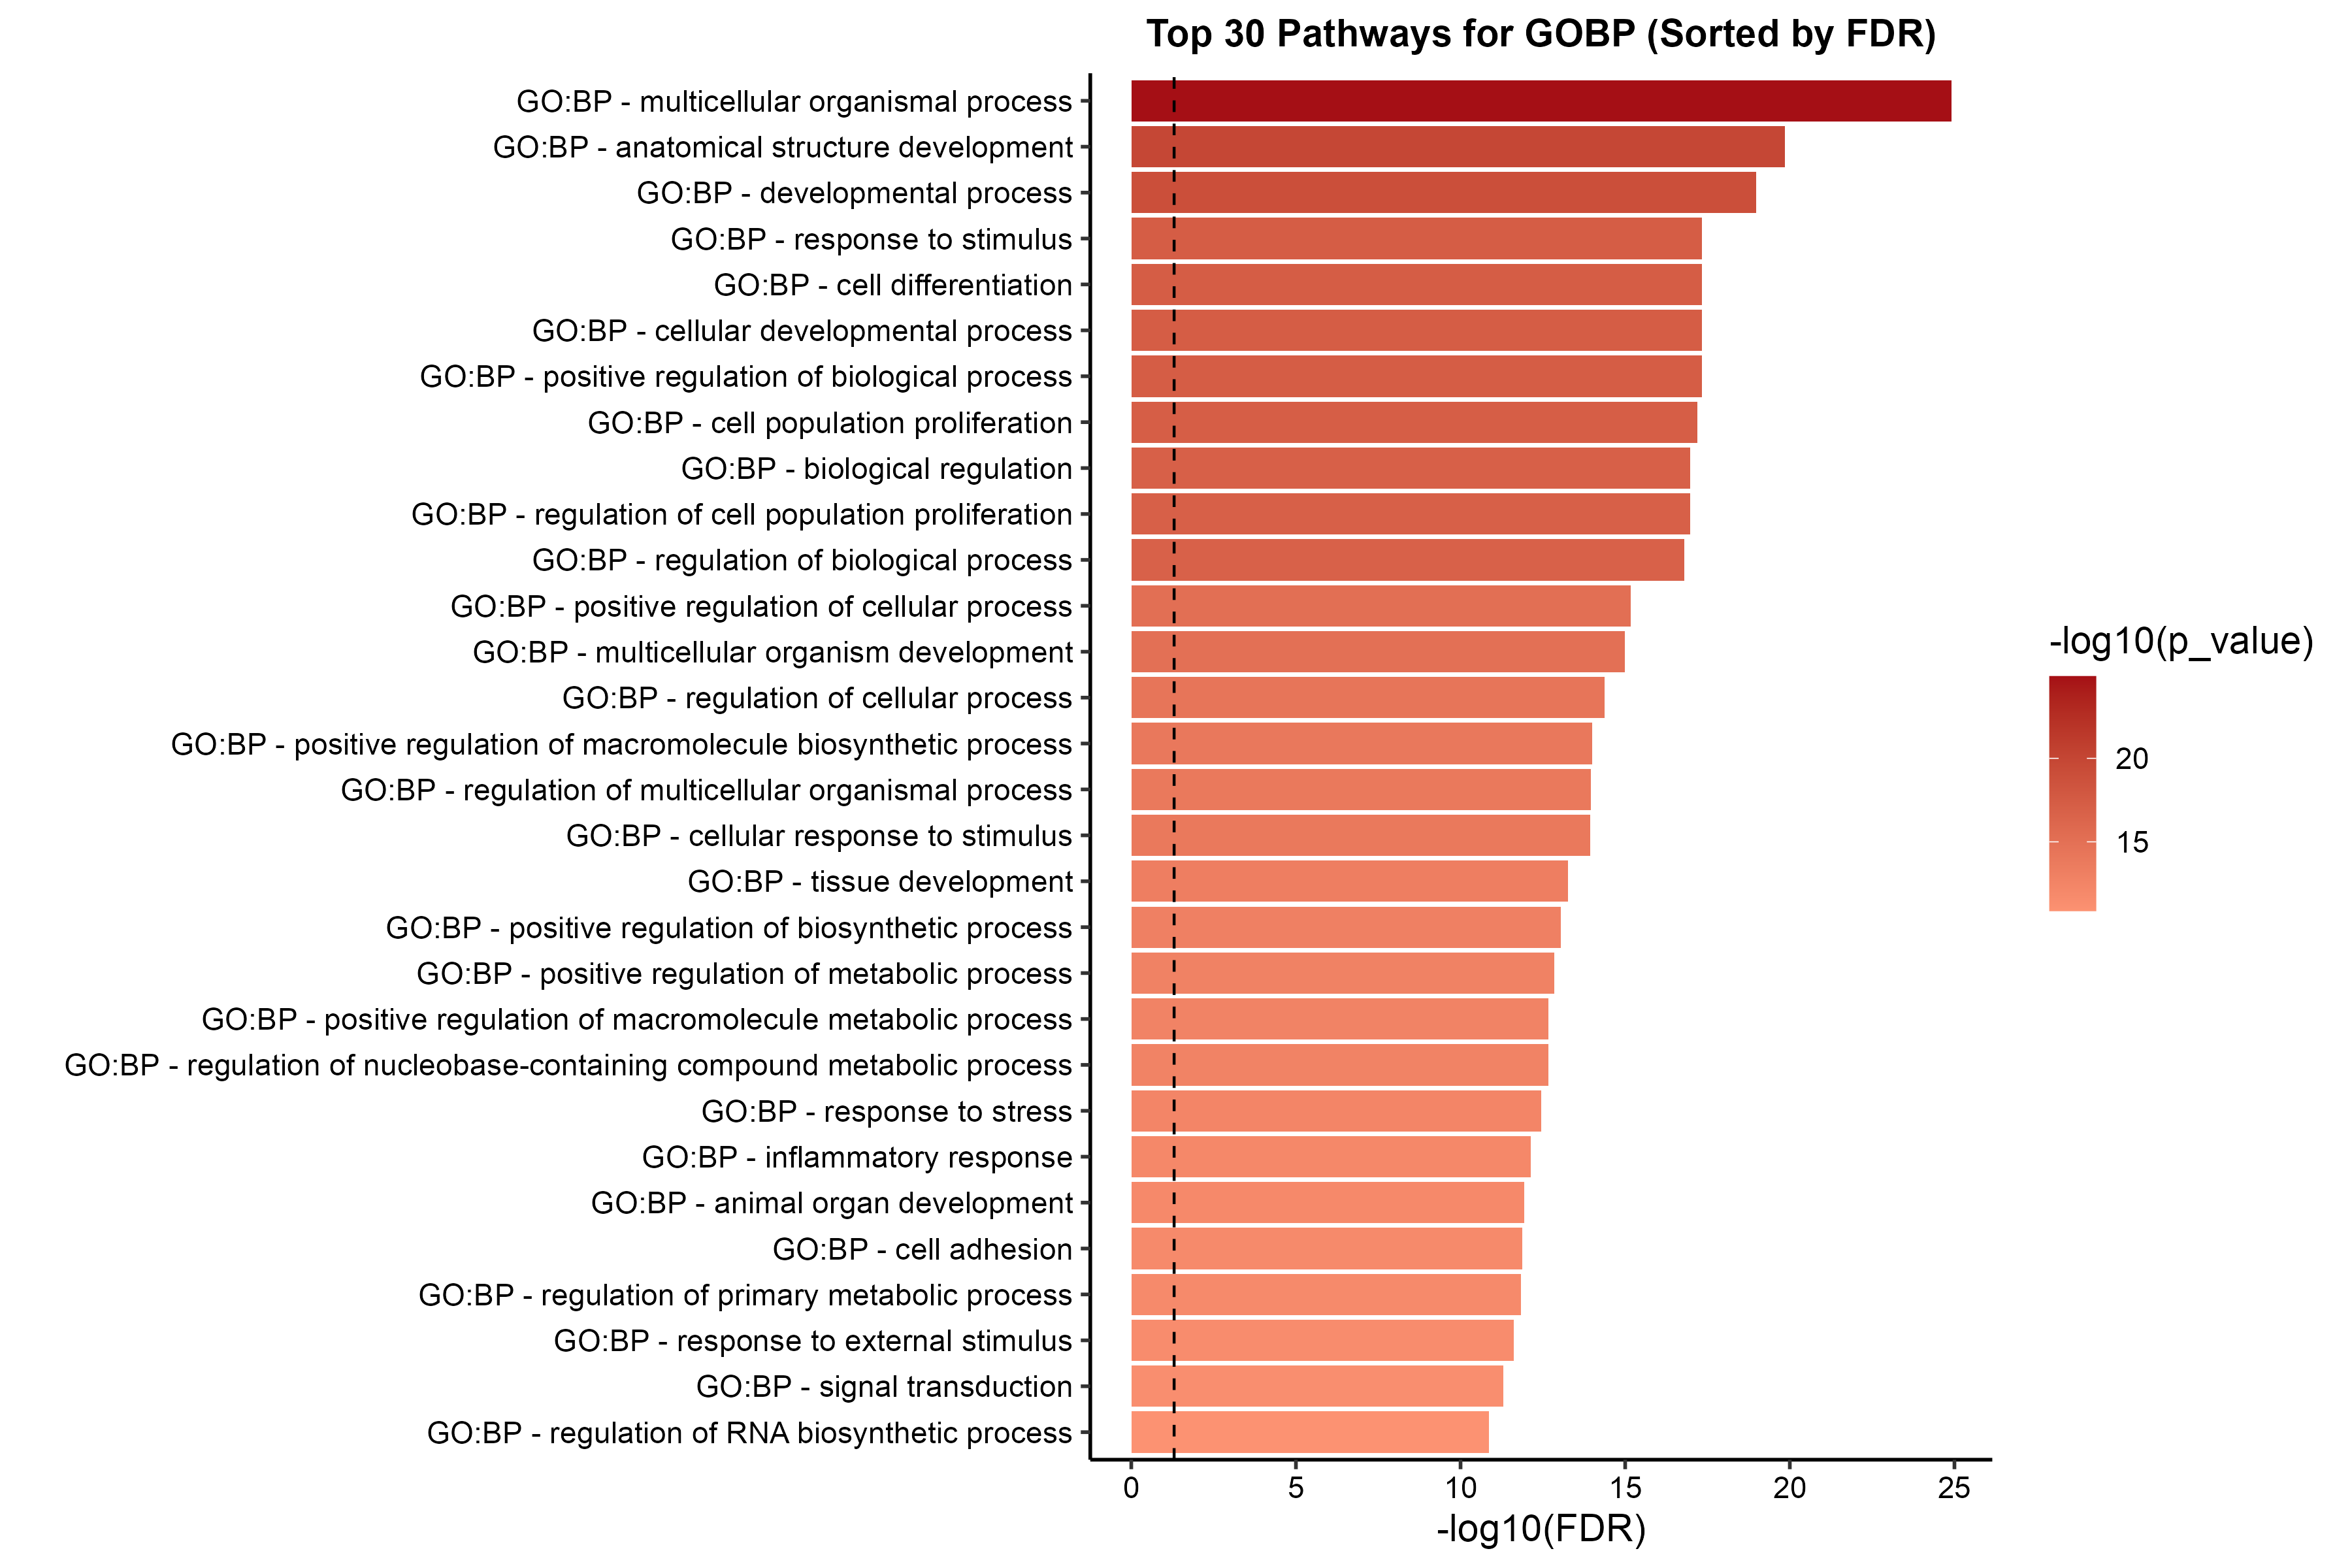 Top 30 Pathways for GOBP (Sorted by FDR)
GO:BP - multicellular organismal process
GO:BP - anatomical structure development
GO:BP - developmental process
GO:BP - response to stimulus
GO:BP - cell differentiation
GO:BP - cellular developmental process
GO:BP - positive regulation of biological process
GO:BP - cell population proliferation
GO:BP - biological regulation
GO:BP - regulation of cell population proliferation
GO:BP - regulation of biological process
GO:BP - positive regulation of cellular process
GO:BP - multicellular organism development
GO:BP - regulation of cellular process
GO:BP - positive regulation of macromolecule biosynthetic process
GO:BP - regulation of multicellular organismal process
GO:BP - cellular response to stimulus
GO:BP - tissue development
GO:BP - positive regulation of biosynthetic process
GO:BP - positive regulation of metabolic process
GO:BP - positive regulation of macromolecule metabolic process
GO:BP - regulation of nucleobase-containing compound metabolic process
GO:BP - response to stress
GO:BP - inflammatory response
GO:BP - animal organ development
GO:BP - cell adhesion
GO:BP - regulation of primary metabolic process
GO:BP - response to external stimulus
GO:BP - signal transduction
GO:BP - regulation of RNA biosynthetic process
0 5 10 15 20 25
-log10(FDR)
-log10(p_value)
20
15